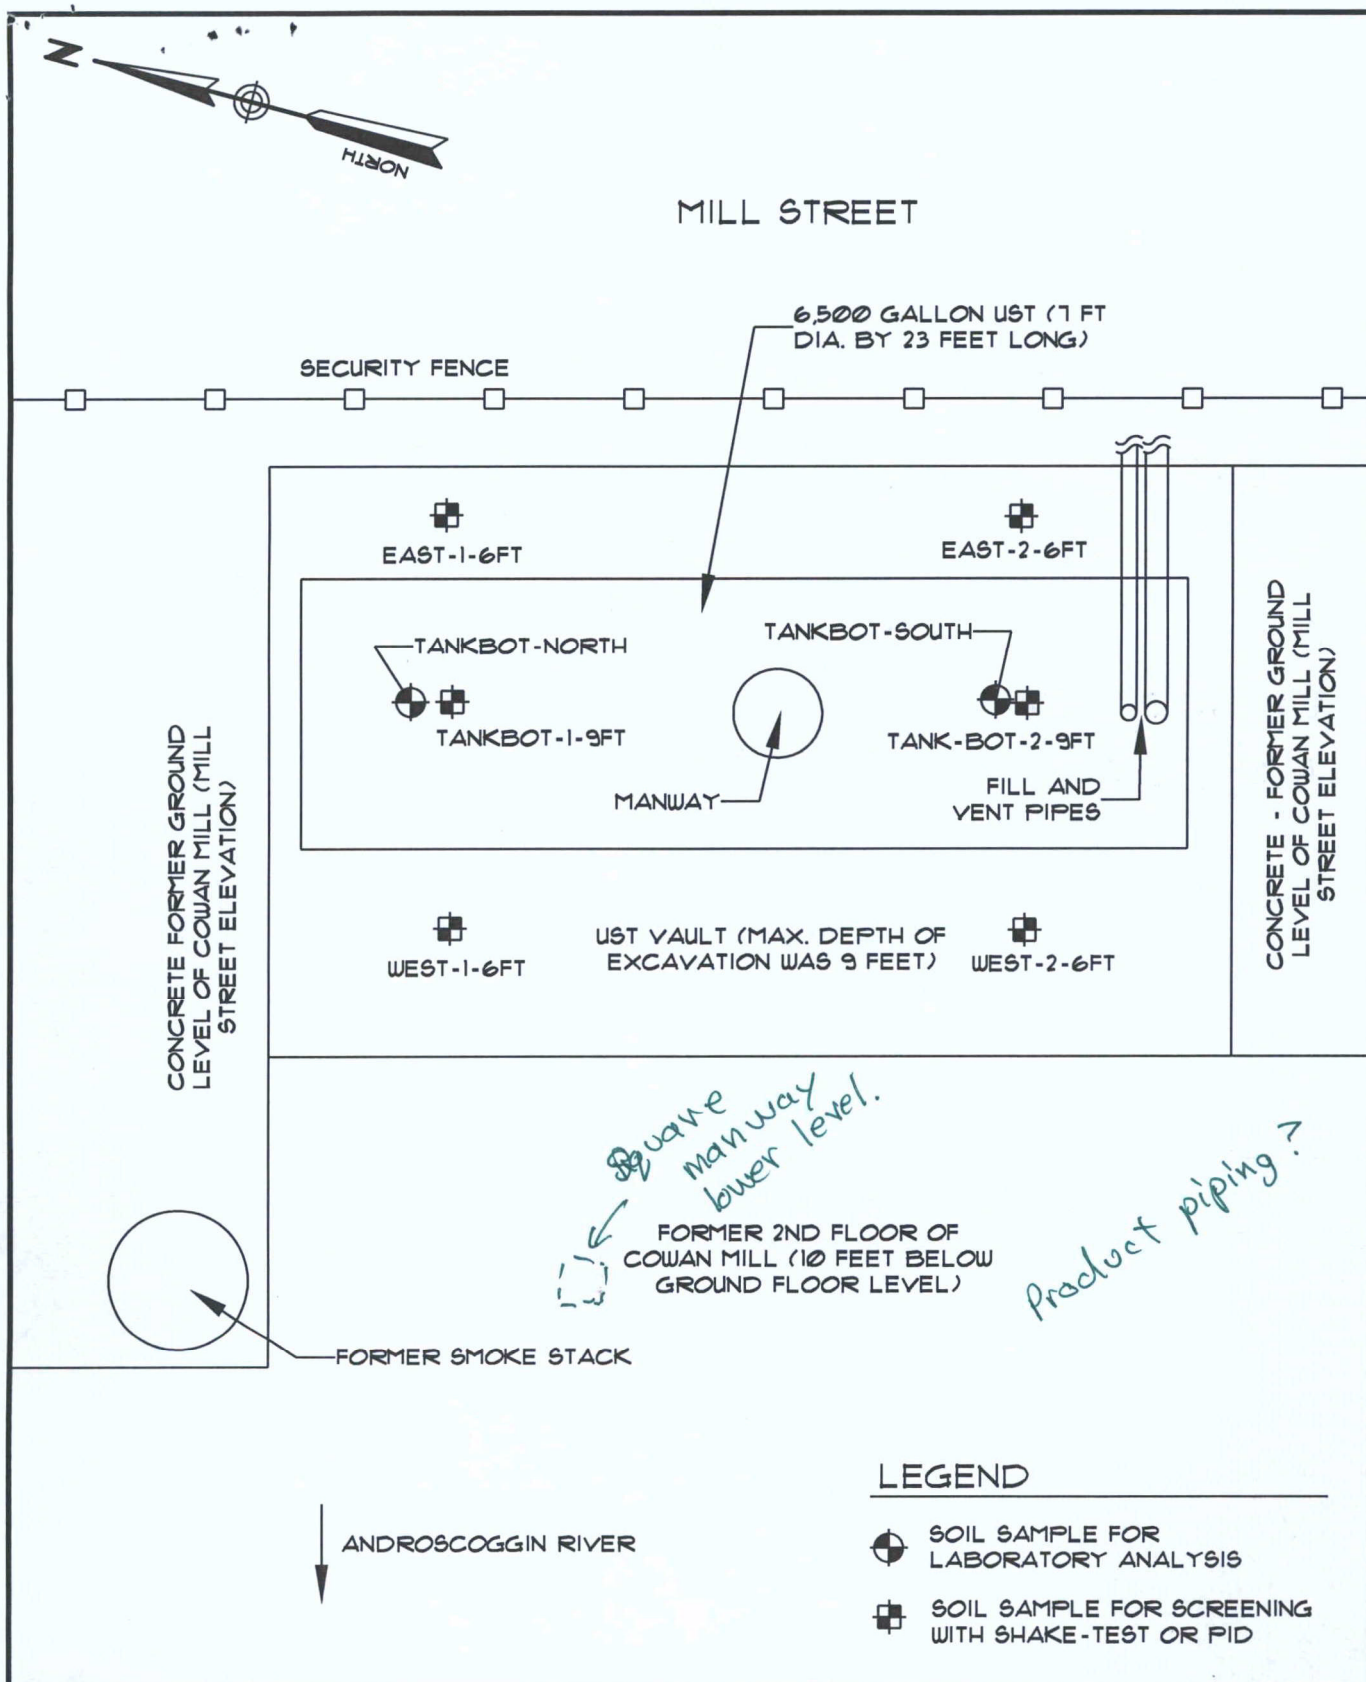 N
NORTH
MILL STREET
6,500 GALLON UST (7 FT
DIA. BY 23 FEET LONG)
SECURITY FENCE
EAST-1-6FT
EAST-2-6FT
TANKBOT-NORTH
TANKBOT-SOUTH
TANKBOT-1-9FT
TANK-BOT-2-9FT
MANWAY
FILL AND
VENT PIPES
CONCRETE FORMER GROUND
LEVEL OF COWAN MILL (MILL
STREET ELEVATION)
CONCRETE - FORMER GROUND
LEVEL OF COWAN MILL (MILL
STREET ELEVATION)
WEST-1-6FT
UST VAULT (MAX. DEPTH OF
EXCAVATION WAS 9 FEET)
WEST-2-6FT
Square
manway
lower level.
Product piping?
FORMER 2ND FLOOR OF
COWAN MILL (10 FEET BELOW
GROUND FLOOR LEVEL)
FORMER SMOKE STACK
ANDROSCOGGIN RIVER
LEGEND
SOIL SAMPLE FOR
LABORATORY ANALYSIS
SOIL SAMPLE FOR SCREENING
WITH SHAKE-TEST OR PID